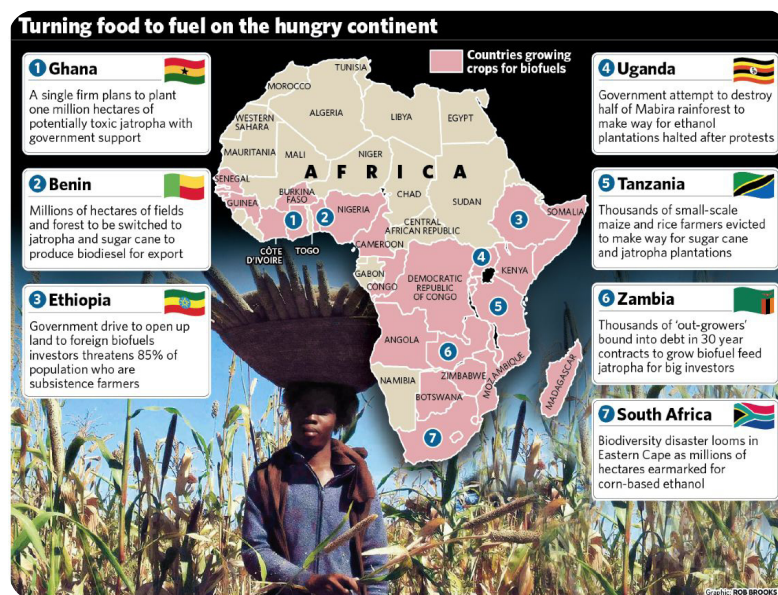 Turning food to fuel on the hungry continent
Countries growing
crops for biofuels
1 Ghana
A single firm plans to plant
one million hectares of
potentially toxic jatropha with
government support
2 Benin
Millions of hectares of fields
and forest to be switched to
jatropha and sugar cane to
produce biodiesel for export
3 Ethiopia
Government drive to open up
land to foreign biofuels
investors threatens 85% of
population who are
subsistence farmers
TUNISIA
MOROCCO
ALGERIA
LIBYA
EGYPT
WESTERN
SAHARA
MAURITANIA
MALI
NIGER
AFRICA
CHAD
SUDAN
SENEGAL
GUINEA
BURKINA
FASO
1
2
NIGERIA
3
SOMALIA
CENTRAL
AFRICAN REPUBLIC
CÔTE
D'IVOIRE
TOGO
CAMEROON
4
KENYA
GABON
CONGO
DEMOCRATIC
REPUBLIC
OF CONGO
5
ANGOLA
6
ZIMBABWE
MOZAMBIQUE
MADAGASCAR
NAMIBIA
BOTSWANA
7
4 Uganda
Government attempt to destroy
half of Mabira rainforest to
make way for ethanol
plantations halted after protests
5 Tanzania
Thousands of small-scale
maize and rice farmers evicted
to make way for sugar cane
and jatropha plantations
6 Zambia
Thousands of ‘out-growers’
bound into debt in 30 year
contracts to grow biofuel feed
jatropha for big investors
7 South Africa
Biodiversity disaster looms in
Eastern Cape as millions of
hectares earmarked for
corn-based ethanol
Graphic: ROB BROOKS